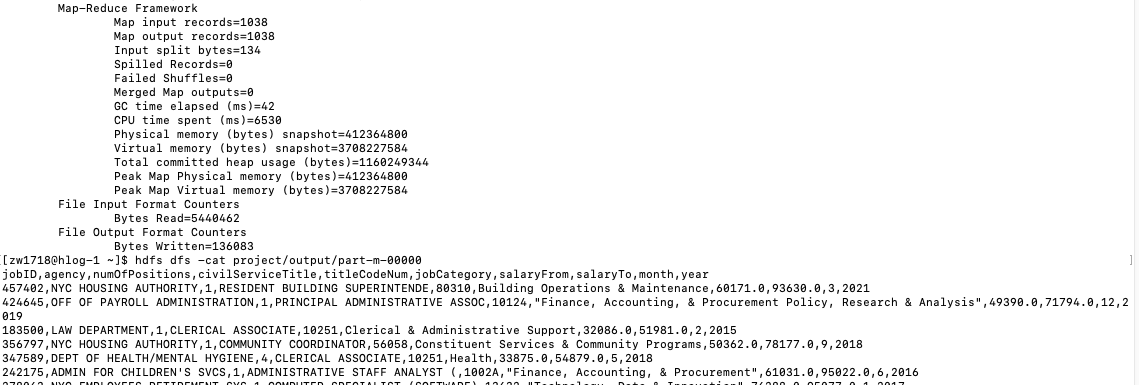 Map-Reduce Framework
Map input records=1038
Map output records=1038
Input split bytes=134
Spilled Records=0
Failed Shuffles=0
Merged Map outputs=0
GC time elapsed (ms)=42
CPU time spent (ms)=6530
Physical memory (bytes) snapshot=412364800
Virtual memory (bytes) snapshot=3708227584
Total committed heap usage (bytes)=1160249344
Peak Map Physical memory (bytes)=412364800
Peak Map Virtual memory (bytes)=3708227584
File Input Format Counters
Bytes Read=5440462
File Output Format Counters
Bytes Written=136083
[[zw1718@hlog-1 ~]$ hdfs dfs -cat project/output/part-m-00000 ]
jobID,agency,numOfPositions,civilServiceTitle,titleCodeNum,jobCategory,salaryFrom,salaryTo,month,year
457402,NYC HOUSING AUTHORITY,1,RESIDENT BUILDING SUPERINTENDE,80310,Building Operations & Maintenance,60171.0,93630.0,3,2021
424645,OFF OF PAYROLL ADMINISTRATION,1,PRINCIPAL ADMINISTRATIVE ASSOC,10124,"Finance, Accounting, & Procurement Policy, Research & Analysis",49390.0,71794.0,12,2
019
183500,LAW DEPARTMENT,1,CLERICAL ASSOCIATE,10251,Clerical & Administrative Support,32086.0,51981.0,2,2015
356797,NYC HOUSING AUTHORITY,1,COMMUNITY COORDINATOR,56058,Constituent Services & Community Programs,50362.0,78177.0,9,2018
347589,DEPT OF HEALTH/MENTAL HYGIENE,4,CLERICAL ASSOCIATE,10251,Health,33875.0,54879.0,5,2018
242175,ADMIN FOR CHILDREN'S SVCS,1,ADMINISTRATIVE STAFF ANALYST (,1002A,"Finance, Accounting, & Procurement",61031.0,95022.0,6,2016